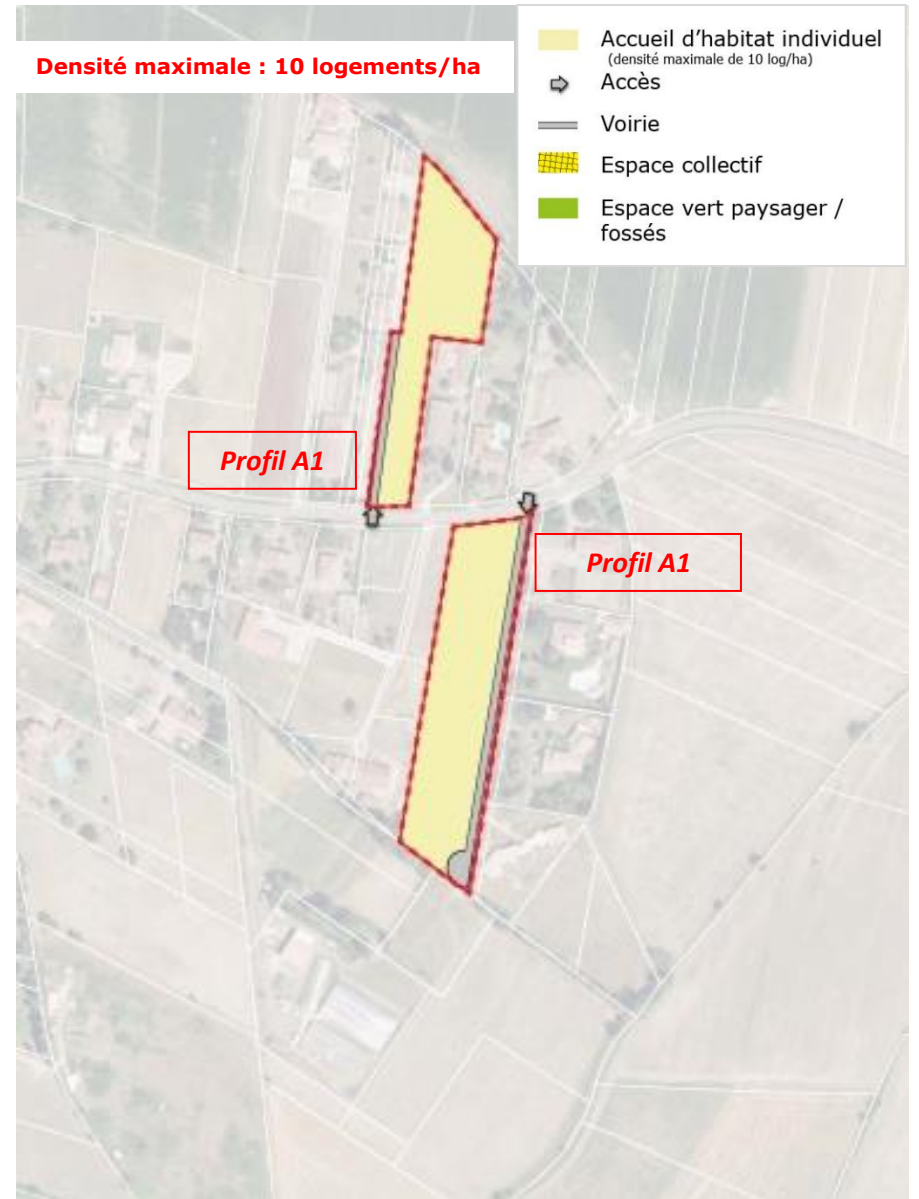 Densité maximale : 10 logements/ha
Accueil d’habitat individuel
(densité maximale de 10 log/ha)
Accès
Voirie
Espace collectif
Espace vert paysager /
fossés
Profil A1
Profil A1